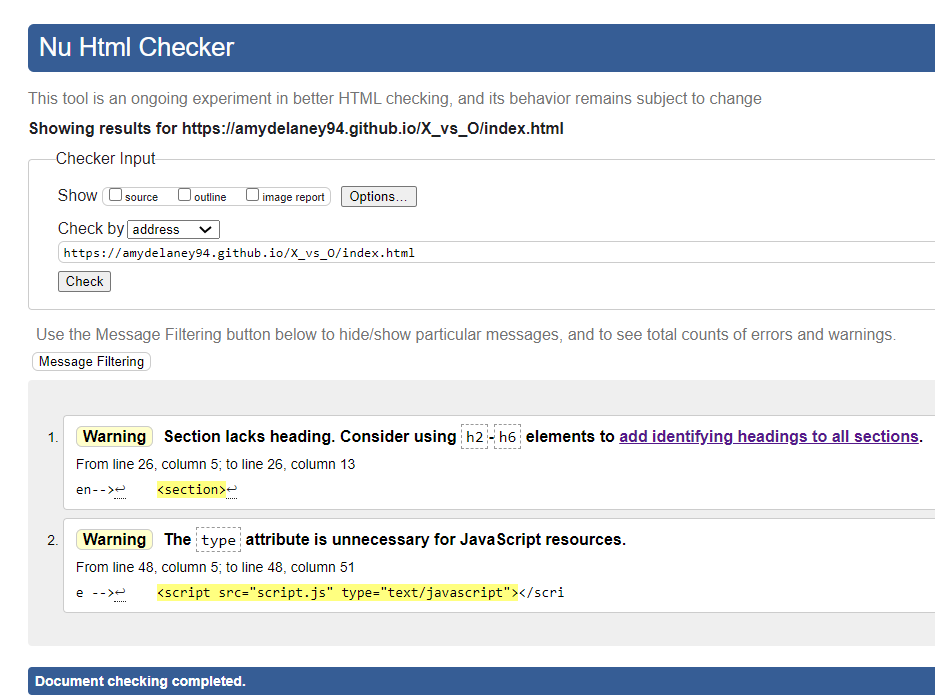 Nu Html Checker
This tool is an ongoing experiment in better HTML checking, and its behavior remains subject to change
Showing results for https://amydelaney94.github.io/X_vs_O/index.html
Checker Input
Show source outline image report Options...
Check by address
https://amydelaney94.github.io/X_vs_O/index.html
Check
Use the Message Filtering button below to hide/show particular messages, and to see total counts of errors and warnings.
Message Filtering
1. Warning Section lacks heading. Consider using h2-h6 elements to add identifying headings to all sections.
From line 26, column 5; to line 26, column 13
en-->↩ <section>↩
2. Warning The type attribute is unnecessary for JavaScript resources.
From line 48, column 5; to line 48, column 51
e -->↩ <script src="script.js" type="text/javascript"></scri
Document checking completed.